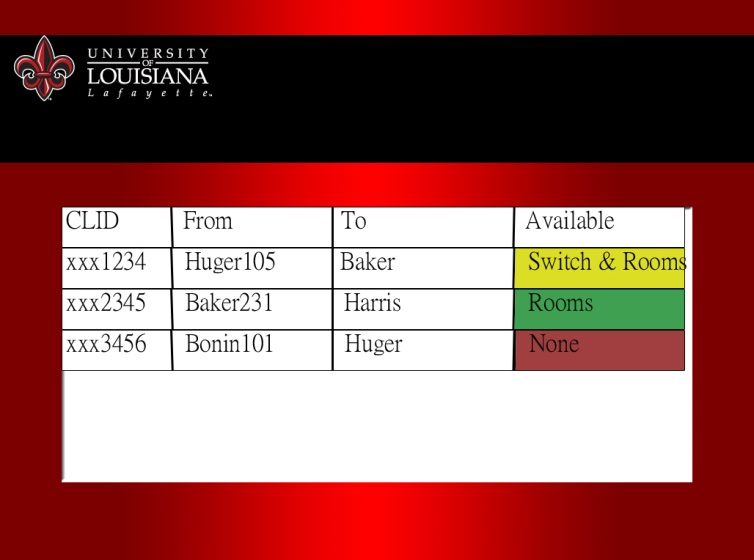 UNIVERSITY
OF
LOUISIANA
Lafayette
CLID From To Available
xxx1234 Huger105 Baker Switch & Rooms
xxx2345 Baker231 Harris Rooms
xxx3456 Bonin101 Huger None